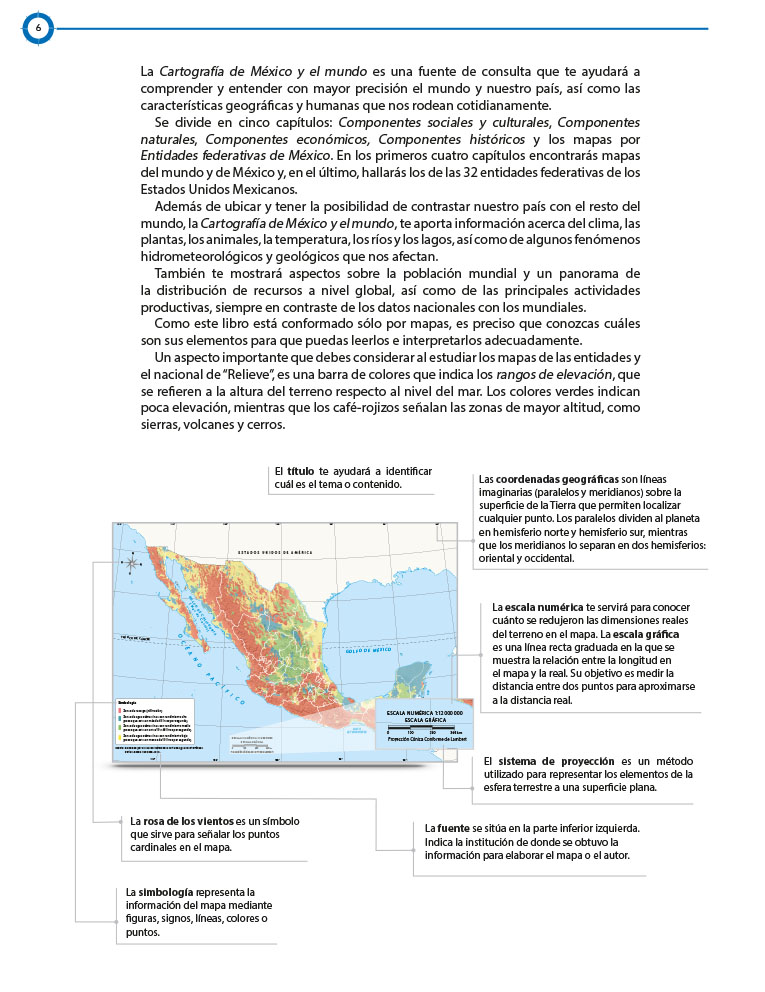 6
La Cartografía de México y el mundo es una fuente de consulta que te ayudará a
comprender y entender con mayor precisión el mundo y nuestro país, así como las
características geográficas y humanas que nos rodean cotidianamente.
Se divide en cinco capítulos: Componentes sociales y culturales, Componentes
naturales, Componentes económicos, Componentes históricos y los mapas por
Entidades federativas de México. En los primeros cuatro capítulos encontrarás mapas
del mundo y de México y, en el último, hallarás los de las 32 entidades federativas de los
Estados Unidos Mexicanos.
Además de ubicar y tener la posibilidad de contrastar nuestro país con el resto del
mundo, la Cartografía de México y el mundo, te aporta información acerca del clima, las
plantas, los animales, la temperatura, los ríos y los lagos, así como de algunos fenómenos
hidrometeorológicos y geológicos que nos afectan.
También te mostrará aspectos sobre la población mundial y un panorama de
la distribución de recursos a nivel global, así como de las principales actividades
productivas, siempre en contraste de los datos nacionales con los mundiales.
Como este libro está conformado sólo por mapas, es preciso que conozcas cuáles
son sus elementos para que puedas leerlos e interpretarlos adecuadamente.
Un aspecto importante que debes considerar al estudiar los mapas de las entidades y
el nacional de "Relieve", es una barra de colores que indica los rangos de elevación, que
se refieren a la altura del terreno respecto al nivel del mar. Los colores verdes indican
poca elevación, mientras que los café-rojizos señalan las zonas de mayor altitud, como
sierras, volcanes y cerros.
El título te ayudará a identificar
cuál es el tema o contenido.
Las coordenadas geográficas son líneas
imaginarias (paralelos y meridianos) sobre la
superficie de la Tierra que permiten localizar
cualquier punto. Los paralelos dividen al planeta
en hemisferio norte y hemisferio sur, mientras
que los meridianos lo separan en dos hemisferios:
oriental y occidental.
ESTADOS UNIDOS DE AMÉRICA
GOLFO DE MÉXICO
OCÉANO PACÍFICO
Simbología
ESCALA NUMÉRICA 1:12 000 000
ESCALA GRÁFICA
Proyección Cónica Conforme de Lambert
La escala numérica te servirá para conocer
cuánto se redujeron las dimensiones reales
del terreno en el mapa. La escala gráfica
es una línea recta graduada en la que se
muestra la relación entre la longitud en
el mapa y la real. Su objetivo es medir la
distancia entre dos puntos para aproximarse
a la distancia real.
El sistema de proyección es un método
utilizado para representar los elementos de la
esfera terrestre a una superficie plana.
La rosa de los vientos es un símbolo
que sirve para señalar los puntos
cardinales en el mapa.
La fuente se sitúa en la parte inferior izquierda.
Indica la institución de donde se obtuvo la
información para elaborar el mapa o el autor.
La simbología representa la
información del mapa mediante
figuras, signos, líneas, colores o
puntos.